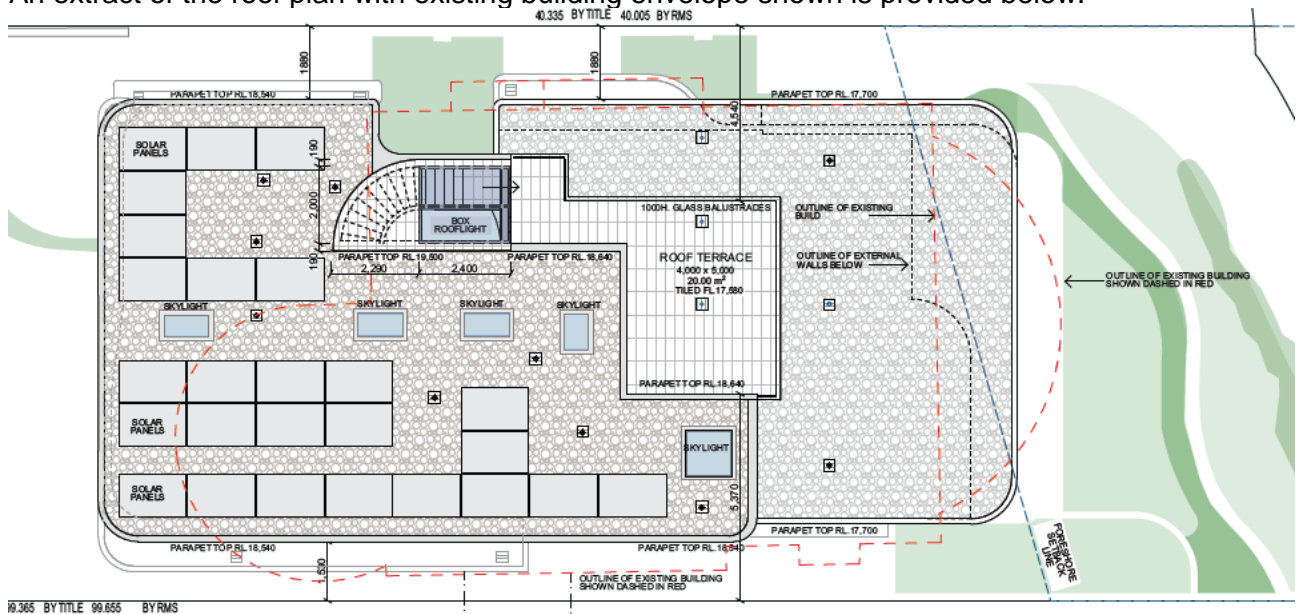 An extract of the roof plan with existing building envelope shown is provided below.
40.335 BY TITLE 40.005 BY RMS
1880
1880
4,540
PARAPET TOP RL.18,540
PARAPET TOP RL.17,700
SOLAR
PANELS
190
2,000
190
BOX
ROOFLIGHT
1000H. GLASS BALUSTRADES
OUTLINE OF EXISTING
BUILD
PARAPET TOP RL.19,500
PARAPET TOP RL.18,640
2,290
2,400
ROOF TERRACE
4,000 x 5,000
20.00 m²
TILED FL.17,580
OUTLINE OF EXTERNAL
WALLS BELOW
OUTLINE OF EXISTING BUILDING
SHOWN DASHED IN RED
SKYLIGHT
SKYLIGHT
SKYLIGHT
SKYLIGHT
PARAPET TOP RL.18,640
SOLAR
PANELS
SKYLIGHT
SOLAR
PANELS
5,370
PARAPET TOP RL.17,700
PARAPET TOP RL.18,540
PARAPET TOP RL.18,540
1,500
FORESHORE
SETBACK
LINE
OUTLINE OF EXISTING BUILDING
SHOWN DASHED IN RED
99.365 BY TITLE 99.655 BY RMS